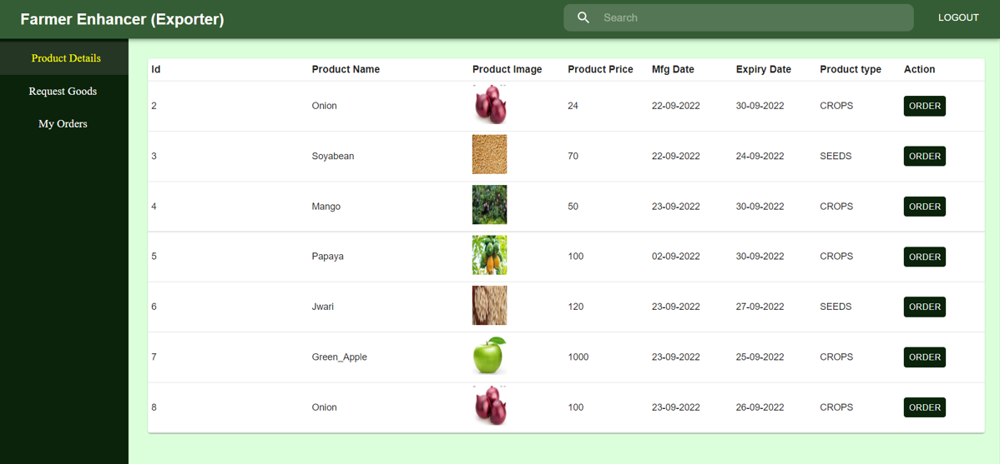 Farmer Enhancer (Exporter)
Search
LOGOUT
Product Details
Request Goods
My Orders
Id Product Name Product Image Product Price Mfg Date Expiry Date Product type Action
2 Onion 24 22-09-2022 30-09-2022 CROPS ORDER
3 Soyabean 70 22-09-2022 24-09-2022 SEEDS ORDER
4 Mango 50 23-09-2022 30-09-2022 CROPS ORDER
5 Papaya 100 02-09-2022 30-09-2022 CROPS ORDER
6 Jwari 120 23-09-2022 27-09-2022 SEEDS ORDER
7 Green_Apple 1000 23-09-2022 25-09-2022 CROPS ORDER
8 Onion 100 23-09-2022 26-09-2022 CROPS ORDER